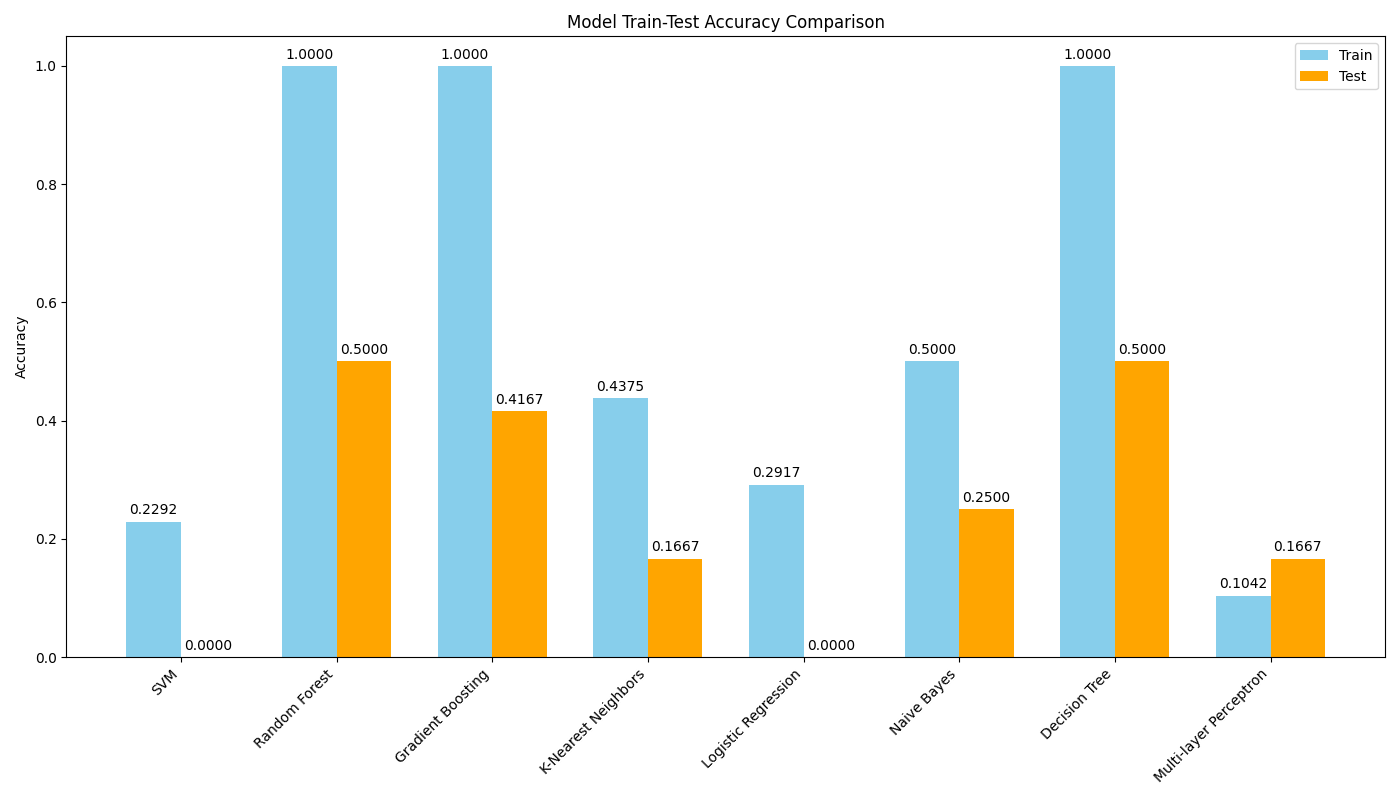 Model Train-Test Accuracy Comparison
Train
Test
Accuracy
1.0
0.8
0.6
0.4
0.2
0.0
0.2292
0.0000
1.0000
0.5000
1.0000
0.4167
0.4375
0.1667
0.2917
0.0000
0.5000
0.2500
1.0000
0.5000
0.1042
0.1667
SVM
Random Forest
Gradient Boosting
K-Nearest Neighbors
Logistic Regression
Naive Bayes
Decision Tree
Multi-layer Perceptron